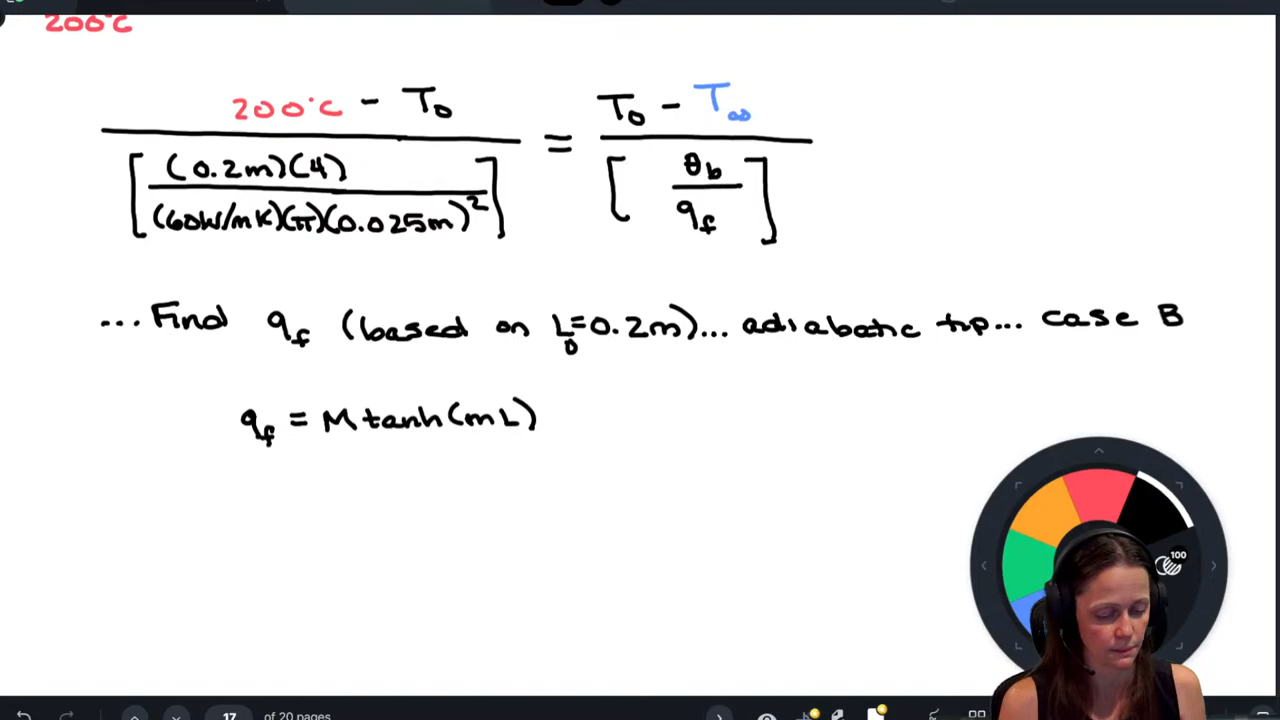 200°C
200°C - T₀ = T₀ - T∞
[(0.2m)(4) [θb
(60W/mK)(π)(0.025m)²] qf]
...Find qf (based on L₀=0.2m)... adiabatic tip... case B
qf = M tanh(mL)
100
17 of 20 pages